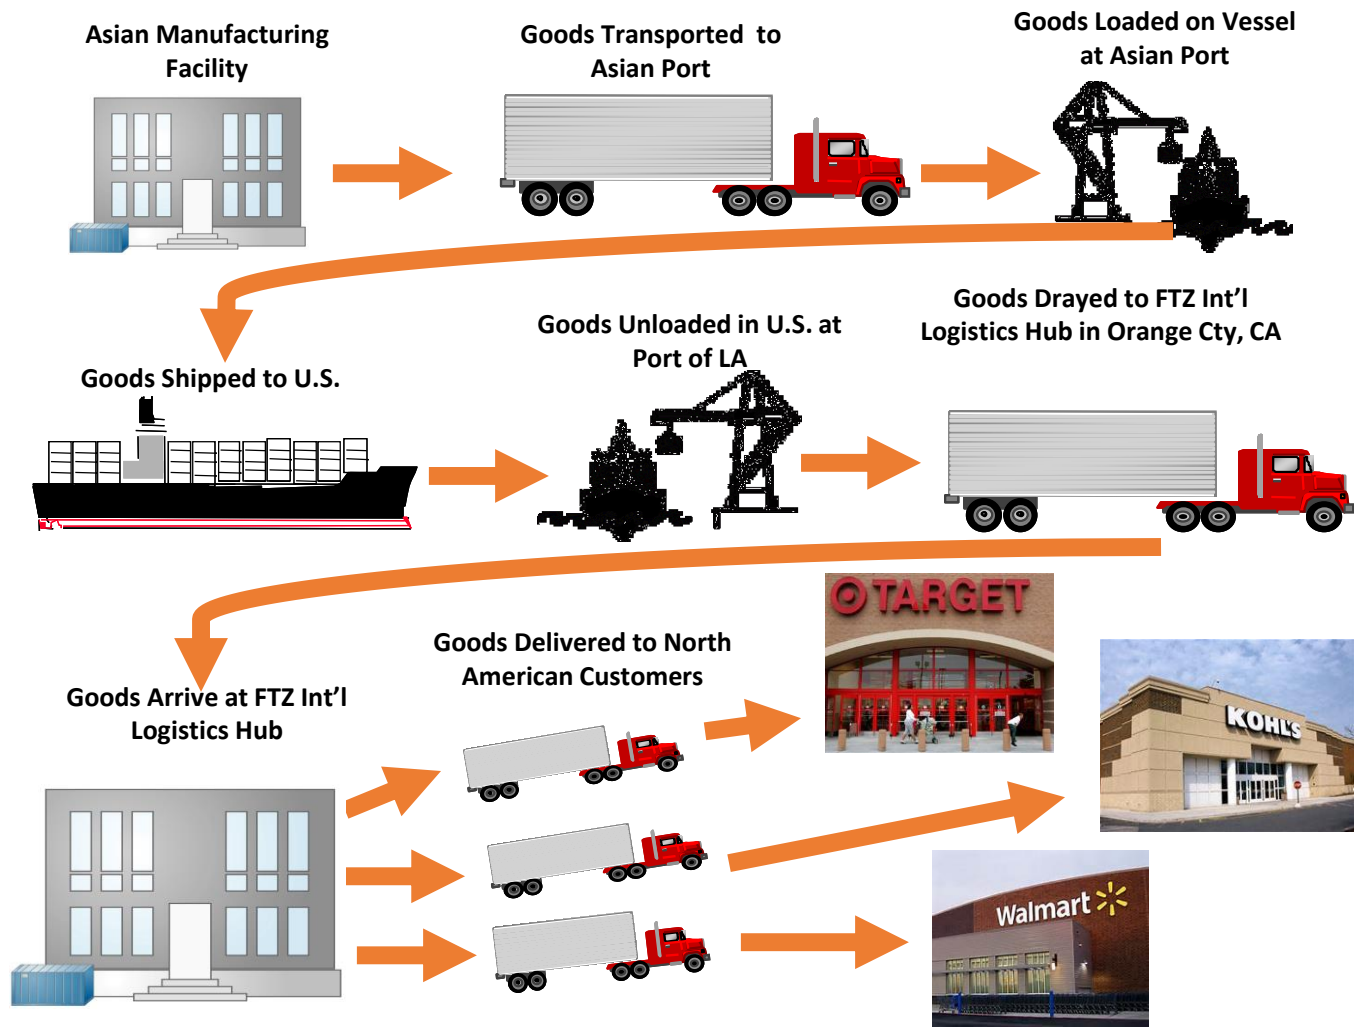 Asian Manufacturing
Facility
Goods Transported to
Asian Port
Goods Loaded on Vessel
at Asian Port
Goods Shipped to U.S.
Goods Unloaded in U.S. at
Port of LA
Goods Drayed to FTZ Int'l
Logistics Hub in Orange Cty, CA
Goods Arrive at FTZ Int'l
Logistics Hub
Goods Delivered to North
American Customers
TARGET
KOHL'S
Walmart